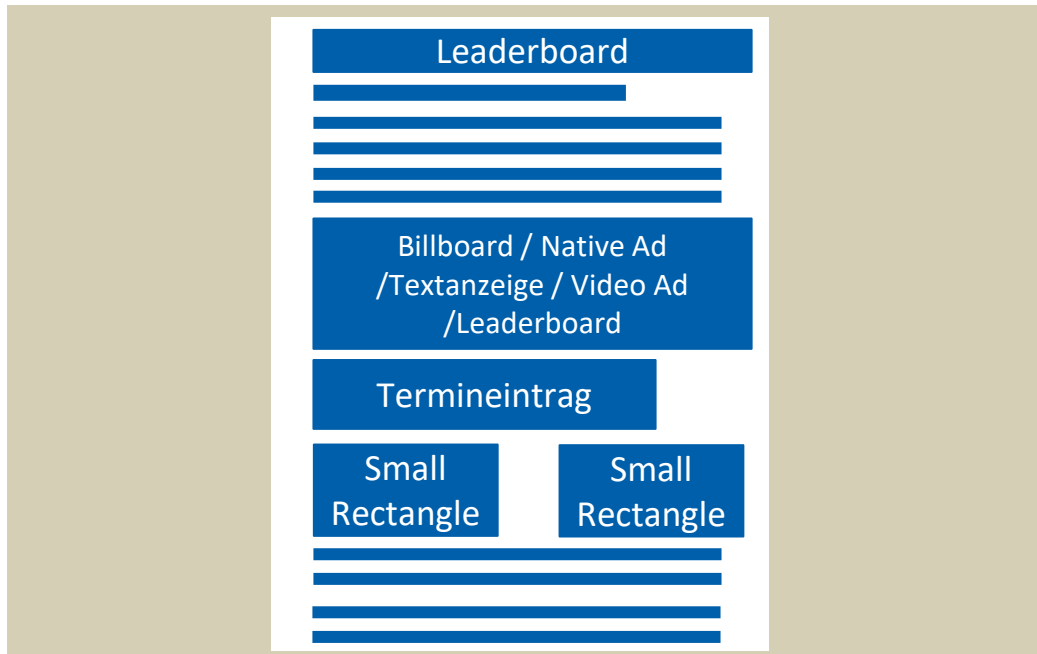 Leaderboard
Billboard / Native Ad
/Textanzeige / Video Ad
/Leaderboard
Termineintrag
Small
Rectangle
Small
Rectangle